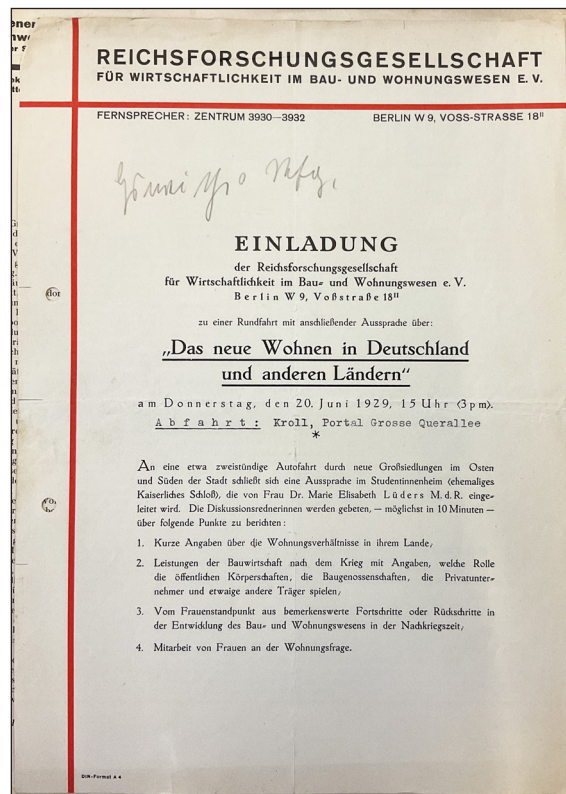 REICHSFORSCHUNGSGESELLSCHAFT
FÜR WIRTSCHAFTLICHKEIT IM BAU- UND WOHNUNGSWESEN E. V.
FERNSPRECHER: ZENTRUM 3930—3932 BERLIN W 9, VOSS-STRASSE 18II
EINLADUNG
der Reichsforschungsgesellschaft
für Wirtschaftlichkeit im Bau- und Wohnungswesen e. V.
Berlin W 9, Voßstraße 18II
zu einer Rundfahrt mit anschließender Aussprache über:
„Das neue Wohnen in Deutschland
und anderen Ländern“
am Donnerstag, den 20. Juni 1929, 15 Uhr (3 pm).
Abfahrt: Kroll, Portal Grosse Querallee
*
An eine etwa zweistündige Autofahrt durch neue Großsiedlungen im Osten
und Süden der Stadt schließt sich eine Aussprache im Studentinnenheim (ehemaliges
Kaiserliches Schloß), die von Frau Dr. Marie Elisabeth Lüders M. d. R. einge-
leitet wird. Die Diskussionsrednerinnen werden gebeten, — möglichst in 10 Minuten —
über folgende Punkte zu berichten:
1. Kurze Angaben über die Wohnungsverhältnisse in ihrem Lande,
2. Leistungen der Bauwirtschaft nach dem Krieg mit Angaben, welche Rolle
die öffentlichen Körperschaften, die Baugenossenschaften, die Privatunter-
nehmer und etwaige andere Träger spielen,
3. Vom Frauenstandpunkt aus bemerkenswerte Fortschritte oder Rückschritte in
der Entwicklung des Bau- und Wohnungswesens in der Nachkriegszeit,
4. Mitarbeit von Frauen an der Wohnungsfrage.
DIN-Format A 4